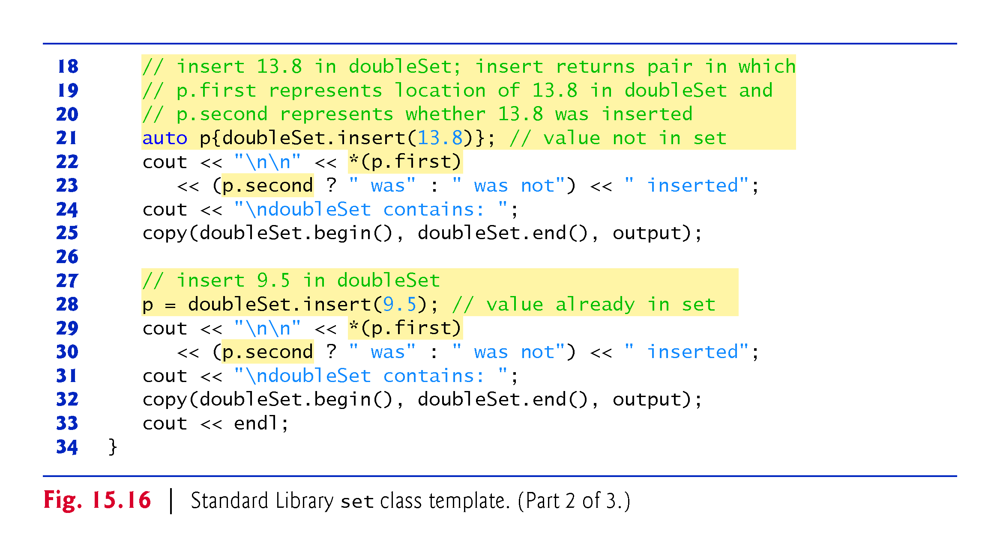 18 // insert 13.8 in doubleSet; insert returns pair in which
19 // p.first represents location of 13.8 in doubleSet and
20 // p.second represents whether 13.8 was inserted
21 auto p{doubleSet.insert(13.8)}; // value not in set
22 cout << "\n\n" << *(p.first)
23 << (p.second ? " was" : " was not") << " inserted";
24 cout << "\ndoubleSet contains: ";
25 copy(doubleSet.begin(), doubleSet.end(), output);
26
27 // insert 9.5 in doubleSet
28 p = doubleSet.insert(9.5); // value already in set
29 cout << "\n\n" << *(p.first)
30 << (p.second ? " was" : " was not") << " inserted";
31 cout << "\ndoubleSet contains: ";
32 copy(doubleSet.begin(), doubleSet.end(), output);
33 cout << endl;
34 }
Fig. 15.16 | Standard Library set class template. (Part 2 of 3.)